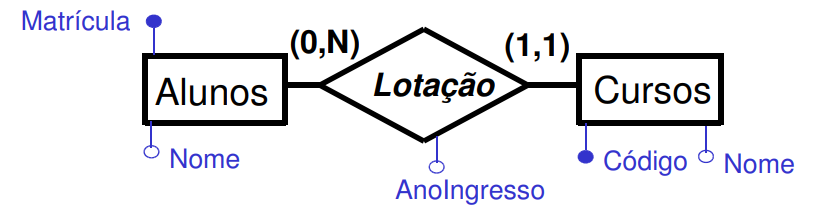 Matrícula
(0,N)
(1,1)
Alunos
Lotação
Cursos
Nome
Código
Nome
AnoIngresso